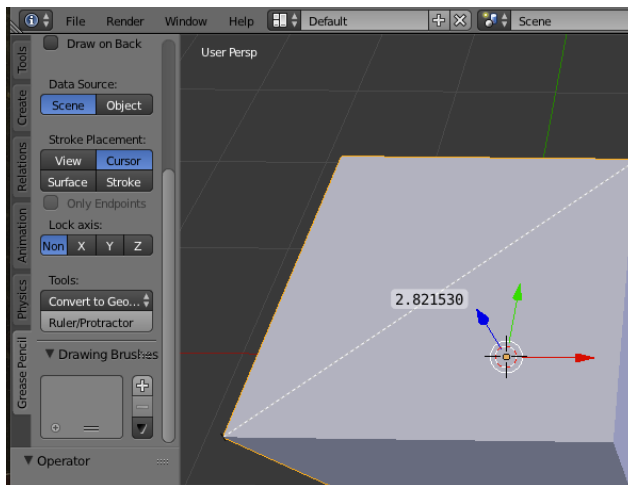 File Render Window Help Default Scene
Tools
Create
Relations
Animation
Physics
Grease Pencil
Draw on Back
Data Source:
Scene Object
Stroke Placement:
View Cursor
Surface Stroke
Only Endpoints
Lock axis:
Non X Y Z
Tools:
Convert to Geo...
Ruler/Protractor
Drawing Brushes
Operator
User Persp
2.821530